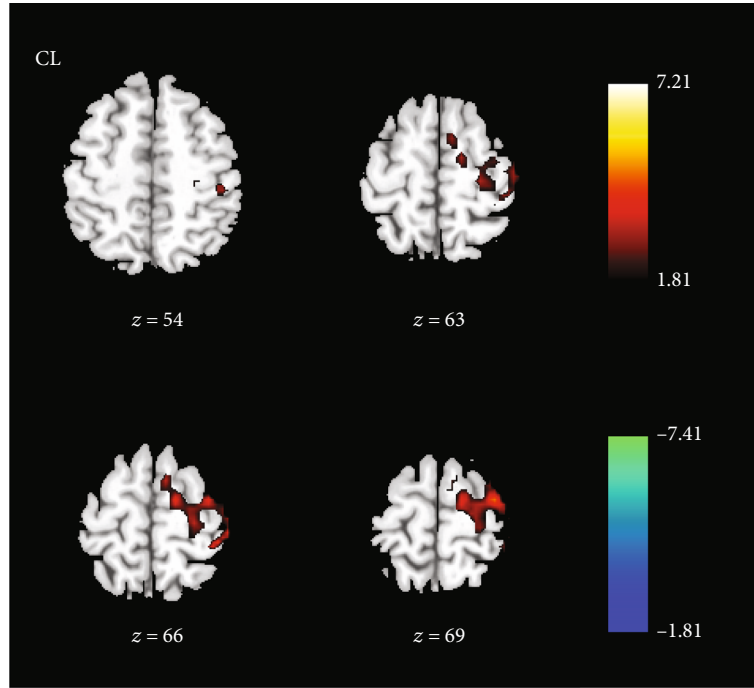 CL
7.21
1.81
z = 54
z = 63
–7.41
–1.81
z = 66
z = 69